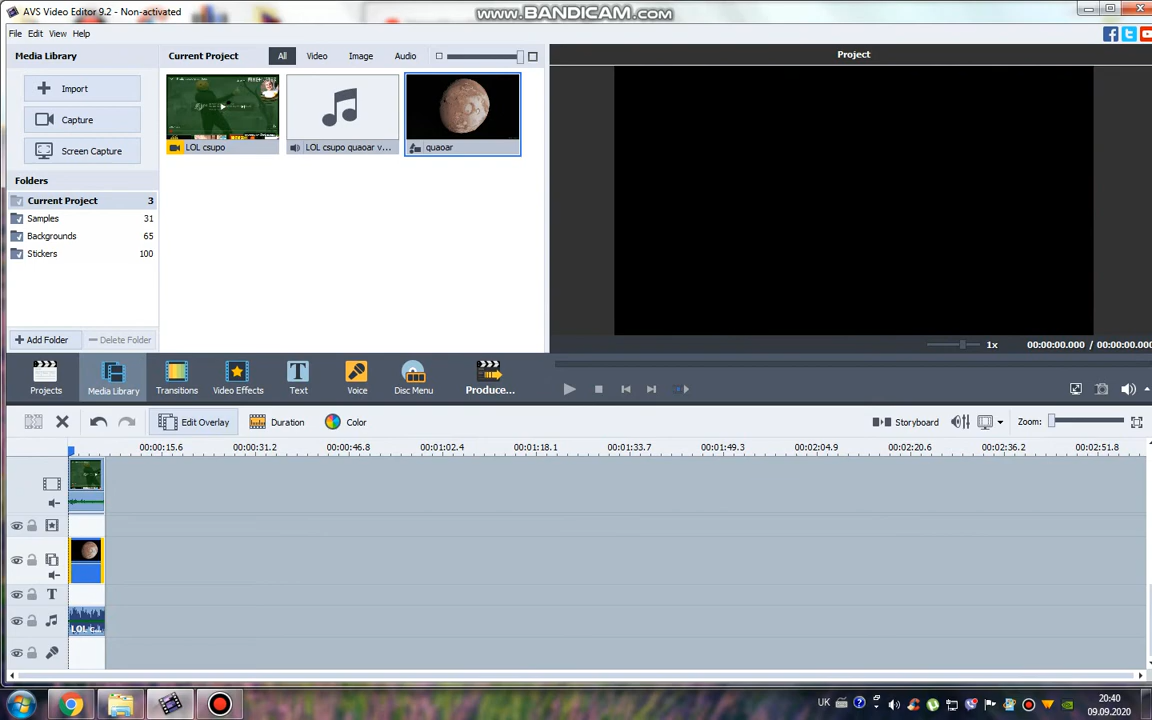 AVS Video Editor 9.2 - Non-activated
www.BANDICAM.com
File Edit View Help
Media Library
Current Project
All
Video
Image
Audio
Project
Import
Capture
Screen Capture
LOL csupo
LOL csupo quaoar v...
quaoar
Folders
Current Project 3
Samples 31
Backgrounds 65
Stickers 100
Add Folder
Delete Folder
1x
00:00:00.000 / 00:00:00.000
Projects
Media Library
Transitions
Video Effects
Text
Voice
Disc Menu
Produce...
Edit Overlay
Duration
Color
Storyboard
Zoom:
00:00:15.6 00:00:31.2 00:00:46.8 00:01:02.4 00:01:18.1 00:01:33.7 00:01:49.3 00:02:04.9 00:02:20.6 00:02:36.2 00:02:51.8
T
LOL c...
UK
20:40
09.09.2020